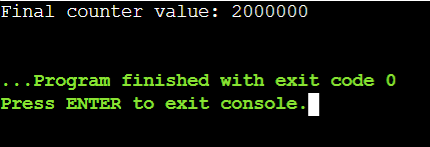 Final counter value: 2000000
...Program finished with exit code 0
Press ENTER to exit console.